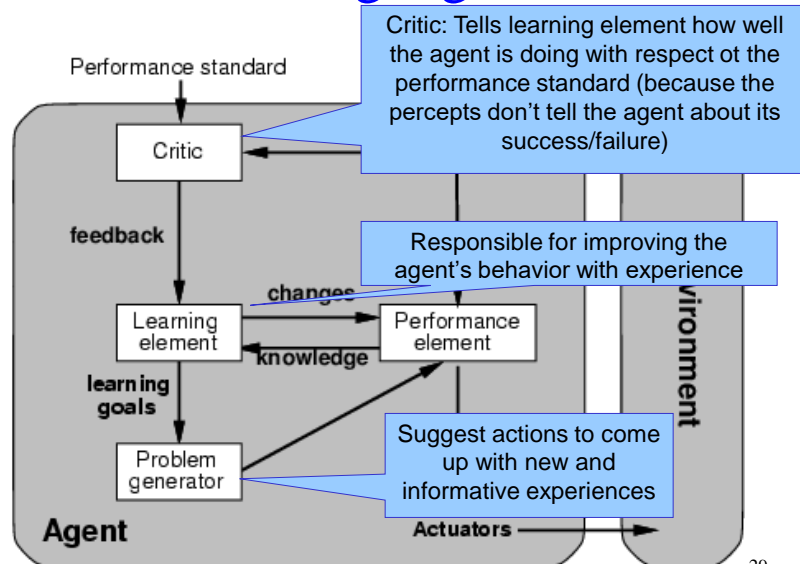 Critic: Tells learning element how well
the agent is doing with respect ot the
performance standard (because the
percepts don't tell the agent about its
success/failure)
Performance standard
Critic
feedback
Responsible for improving the
agent's behavior with experience
changes
Learning
element
Performance
element
knowledge
learning
goals
Problem
generator
Suggest actions to come
up with new and
informative experiences
Agent
Actuators
vironment